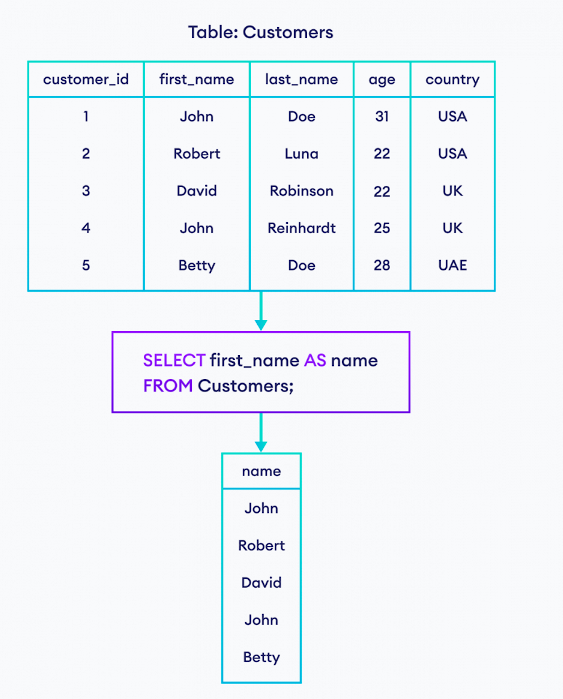 Table: Customers
customer_id first_name last_name age country
1 John Doe 31 USA
2 Robert Luna 22 USA
3 David Robinson 22 UK
4 John Reinhardt 25 UK
5 Betty Doe 28 UAE
SELECT first_name AS name
FROM Customers;
name
John
Robert
David
John
Betty